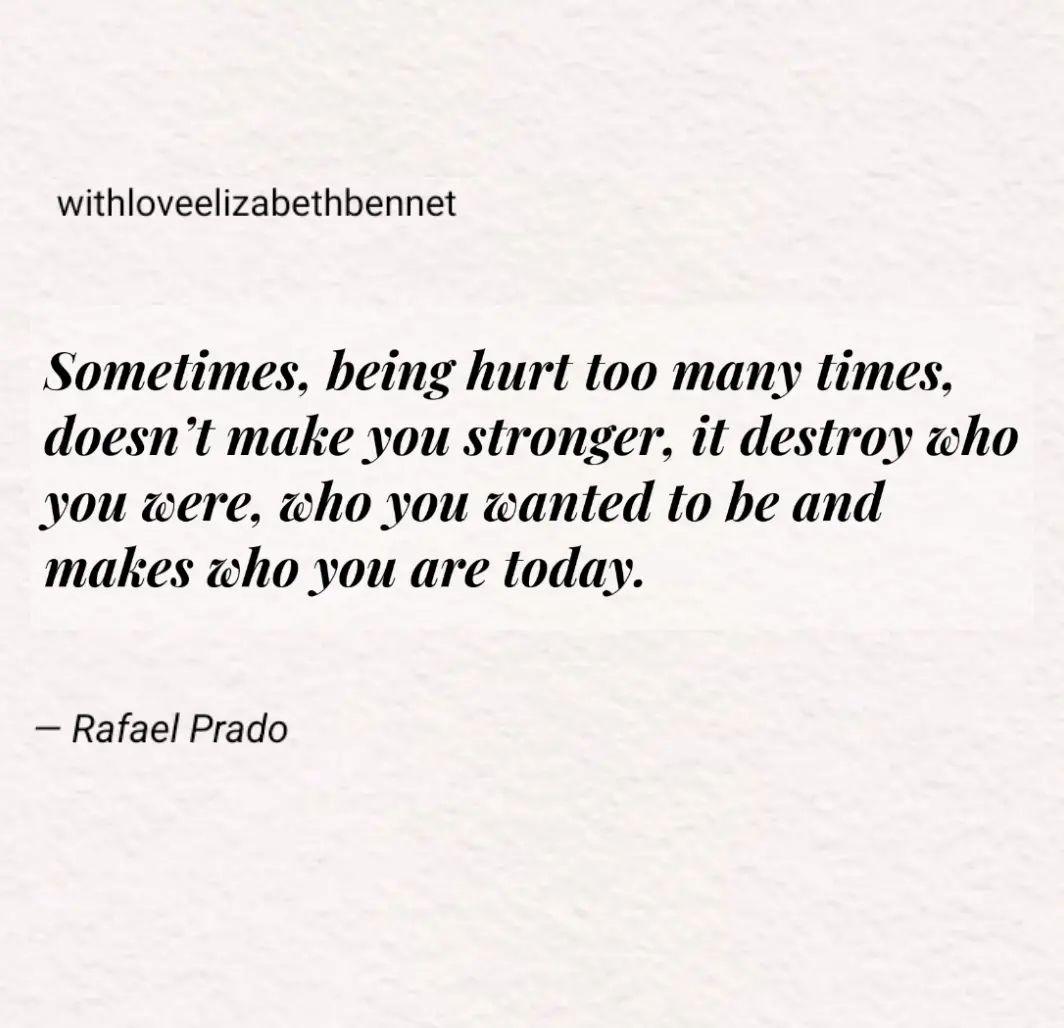 withloveelizabethbennet
Sometimes, being hurt too many times,
doesn’t make you stronger, it destroy who
you were, who you wanted to be and
makes who you are today.
— Rafael Prado